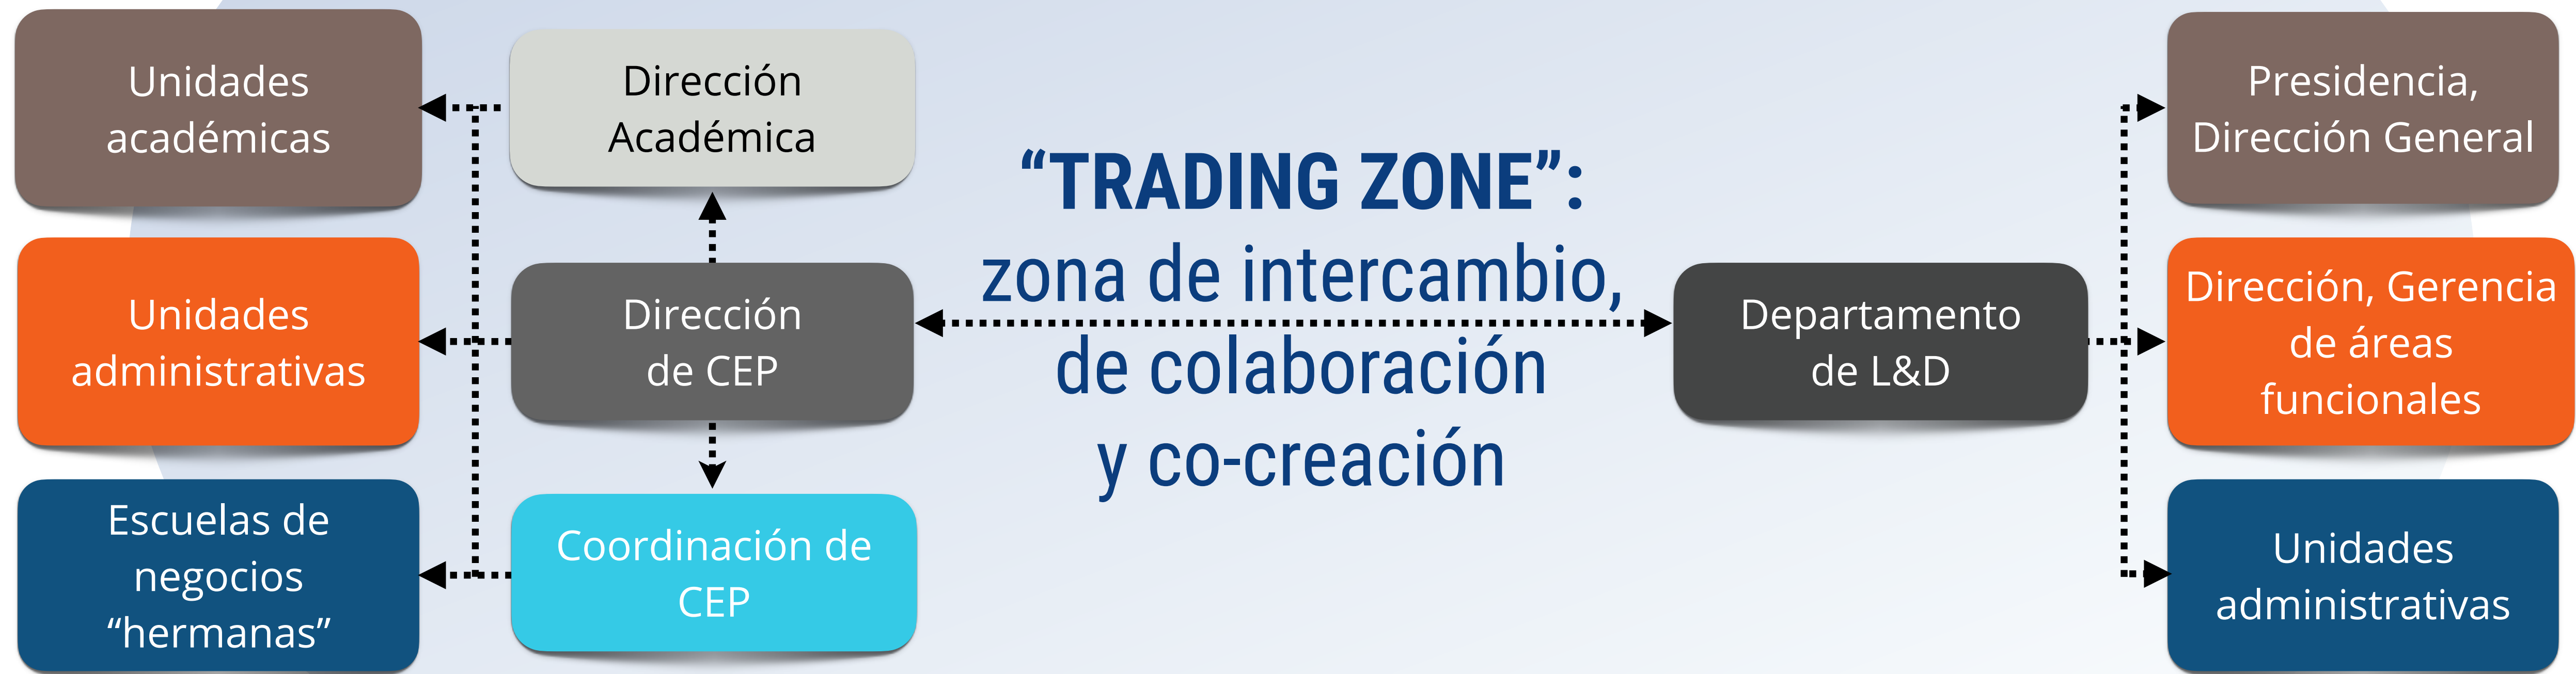 Unidades
académicas
Unidades
administrativas
Escuelas de
negocios
“hermanas”
Dirección
Académica
Dirección
de CEP
Coordinación de
CEP
“TRADING ZONE”:
zona de intercambio,
de colaboración
y co-creación
Departamento
de L&D
Presidencia,
Dirección General
Dirección, Gerencia
de áreas
funcionales
Unidades
administrativas